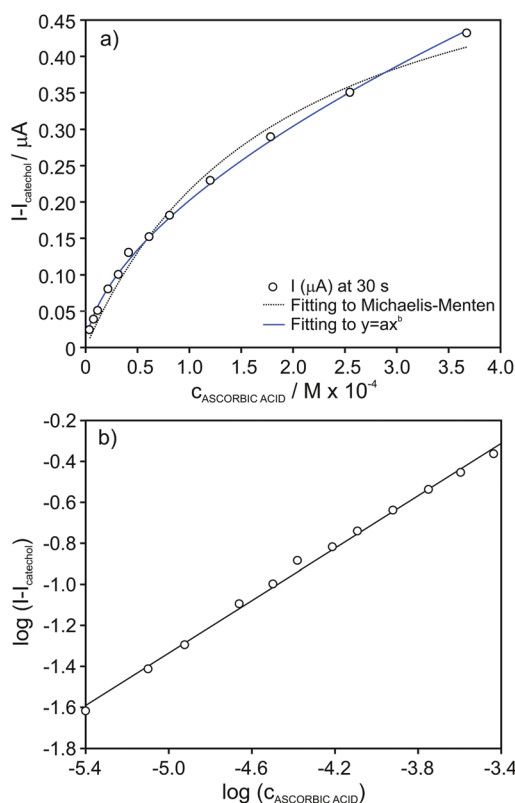 a)
0.45
0.40
0.35
0.30
0.25
0.20
0.15
0.10
0.05
0
I-Icatechol/ μA
I (μA) at 30 s
Fitting to Michaelis-Menten
Fitting to y=axᵇ
0 0.5 1.0 1.5 2.0 2.5 3.0 3.5 4.0
cASCORBIC ACID / M x 10⁻⁴
b)
-0.2
-0.4
-0.6
-0.8
-1.0
-1.2
-1.4
-1.6
-1.8
log (I-Icatechol)
-5.4 -5.0 -4.6 -4.2 -3.8 -3.4
log (cASCORBIC ACID)